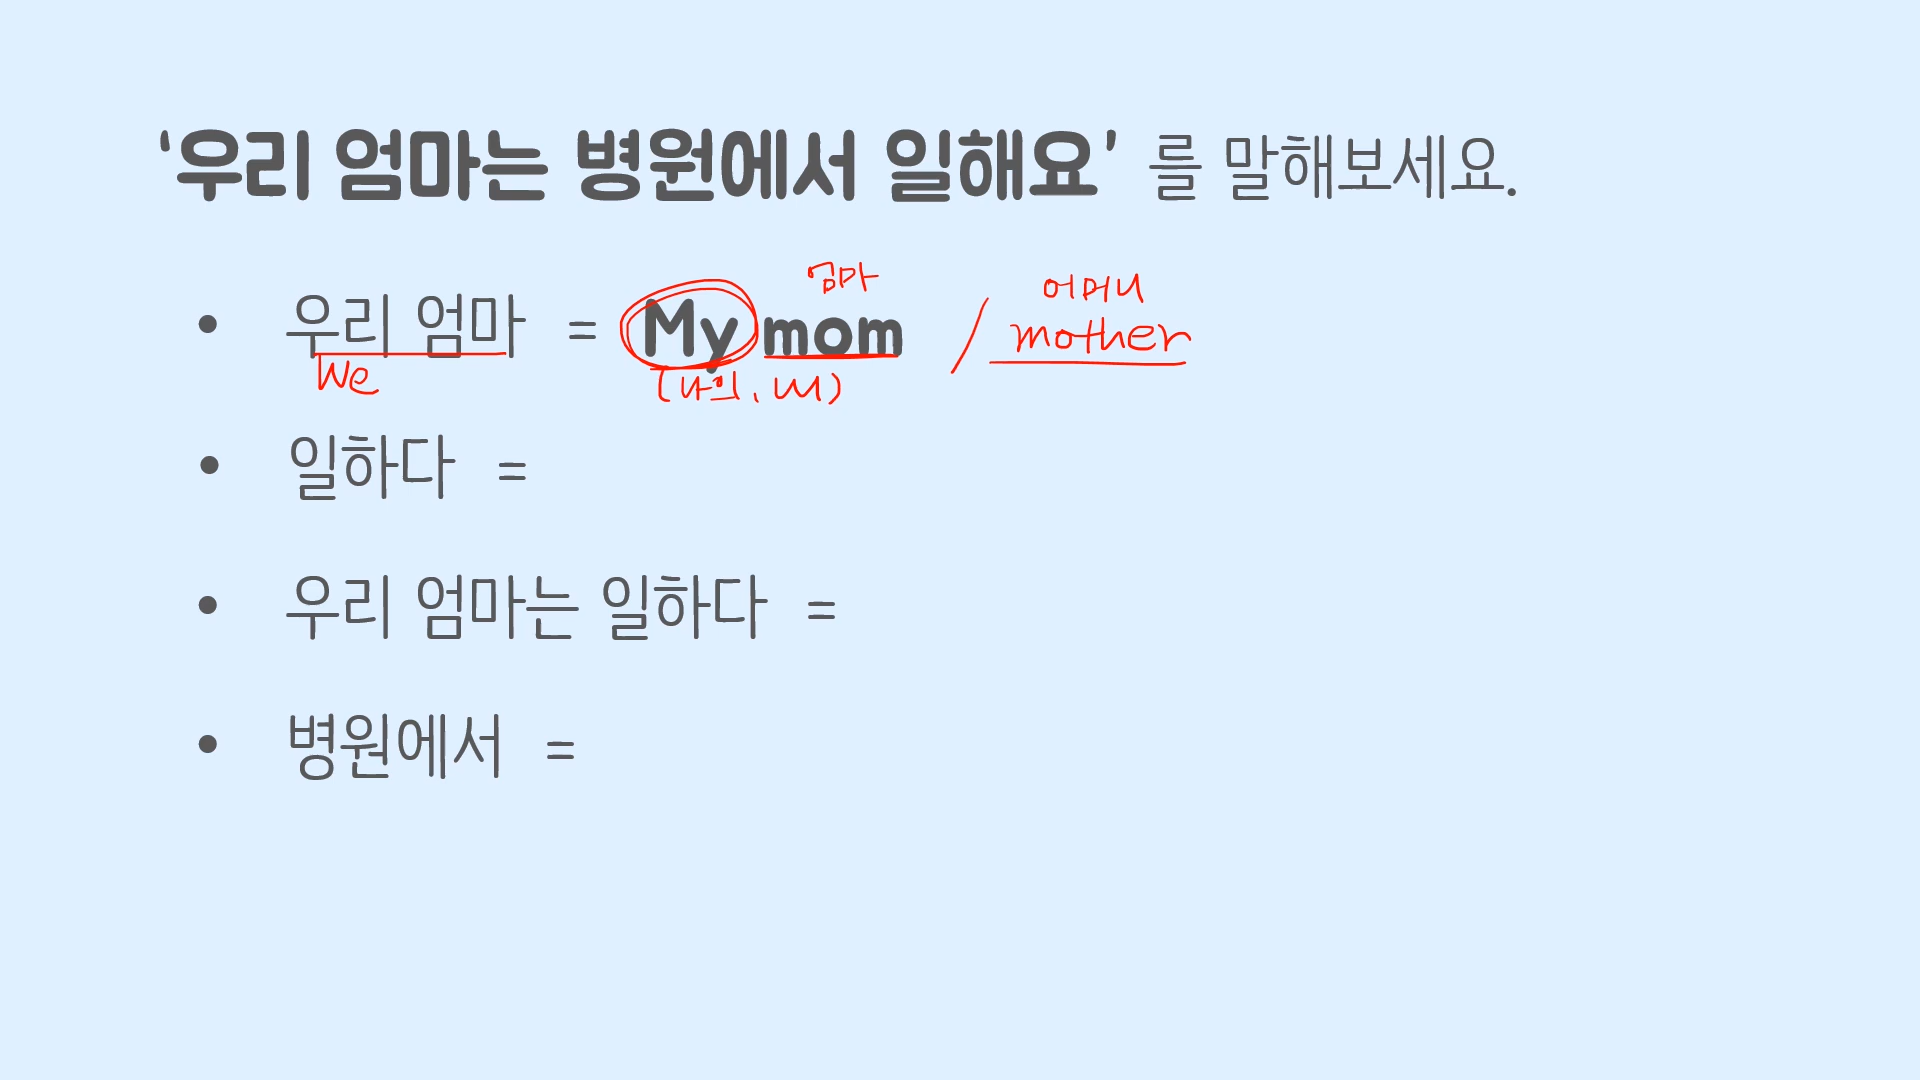 ‘우리 엄마는 병원에서 일해요’ 를 말해보세요.
엄마
어머니
• 우리 엄마 = My mom / mother
We
(나의, 내)
• 일하다 =
• 우리 엄마는 일하다 =
• 병원에서 =